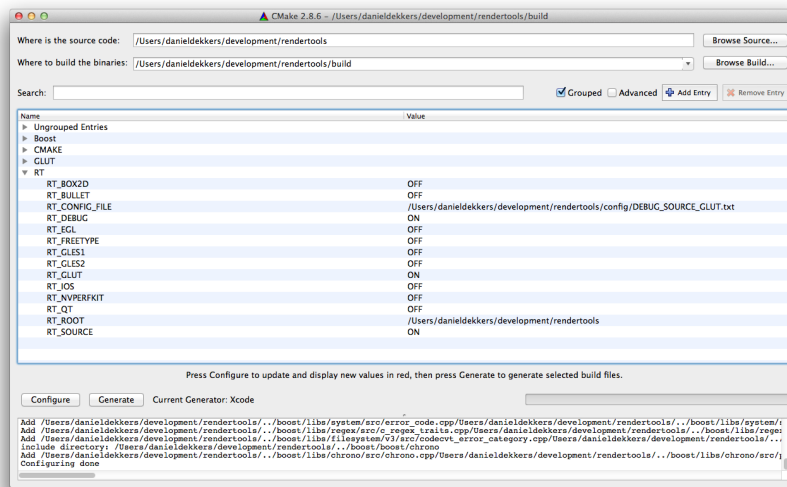 CMake 2.8.6 - /Users/danieldekkers/development/rendertools/build
Where is the source code: /Users/danieldekkers/development/rendertools Browse Source...
Where to build the binaries: /Users/danieldekkers/development/rendertools/build Browse Build...
Search: Grouped Advanced Add Entry Remove Entry
Name Value
Ungrouped Entries
Boost
CMAKE
GLUT
RT
RT_BOX2D OFF
RT_BULLET OFF
RT_CONFIG_FILE /Users/danieldekkers/development/rendertools/config/DEBUG_SOURCE_GLUT.txt
RT_DEBUG ON
RT_EGL OFF
RT_FREETYPE OFF
RT_GLES1 OFF
RT_GLES2 OFF
RT_GLUT ON
RT_IOS OFF
RT_NVPERFKIT OFF
RT_QT OFF
RT_ROOT /Users/danieldekkers/development/rendertools
RT_SOURCE ON
Press Configure to update and display new values in red, then press Generate to generate selected build files.
Configure Generate Current Generator: Xcode
Add /Users/danieldekkers/development/rendertools/../boost/libs/system/src/error_code.cpp/Users/danieldekkers/development/rendertools/../boost/libs/system/
Add /Users/danieldekkers/development/rendertools/../boost/libs/regex/src/c_regex_traits.cpp/Users/danieldekkers/development/rendertools/../boost/libs/
Add /Users/danieldekkers/development/rendertools/../boost/libs/filesystem/v3/src/codecvt_error_category.cpp/Users/danieldekkers/development/rendertools/../
include directory: /Users/danieldekkers/development/rendertools/../boost/boost/chrono
Add /Users/danieldekkers/development/rendertools/../boost/libs/chrono/src/chrono.cpp/Users/danieldekkers/development/rendertools/../boost/libs/chrono/src/
Configuring done